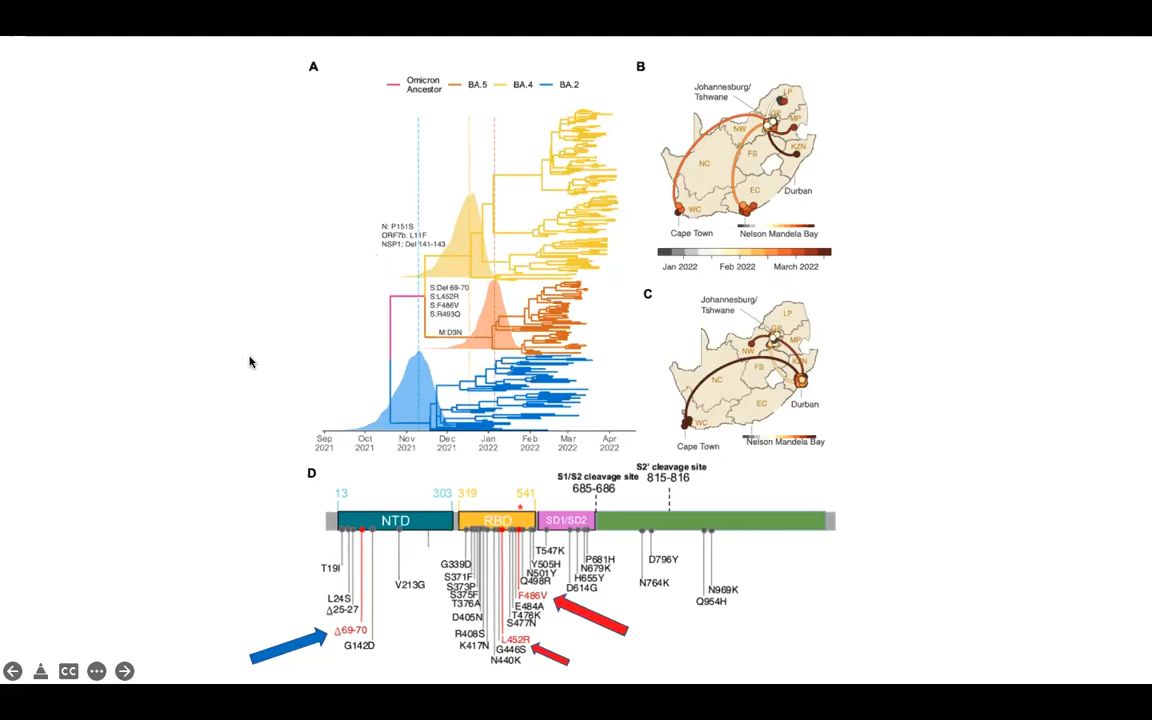 A
Omicron Ancestor
BA.5
BA.4
BA.2
N: P151S
ORF7b: L11F
NSP1: Del 141-143
S:Del 69-70
S:L452R
S:F486V
S:R493Q
M:D3N
Sep 2021
Oct 2021
Nov 2021
Dec 2021
Jan 2022
Feb 2022
Mar 2022
Apr 2022
B
Johannesburg/
Tshwane
LP
GP
MP
NW
KZN
FS
NC
EC
WC
Durban
Cape Town
Nelson Mandela Bay
Jan 2022
Feb 2022
March 2022
C
Johannesburg/
Tshwane
LP
GP
MP
NW
KZN
FS
NC
EC
WC
Durban
Cape Town
Nelson Mandela Bay
D
S1/S2 cleavage site
685-686
S2' cleavage site
815-816
13
303
319
541
*
NTD
RBD
SD1/SD2
T19I
L24S
Δ25-27
Δ69-70
G142D
V213G
G339D
S371F
S373P
S375F
T376A
D405N
R408S
K417N
N440K
G446S
L452R
S477N
T478K
E484A
F486V
Q498R
N501Y
Y505H
T547K
D614G
H655Y
N679K
P681H
N764K
D796Y
Q954H
N969K
CC